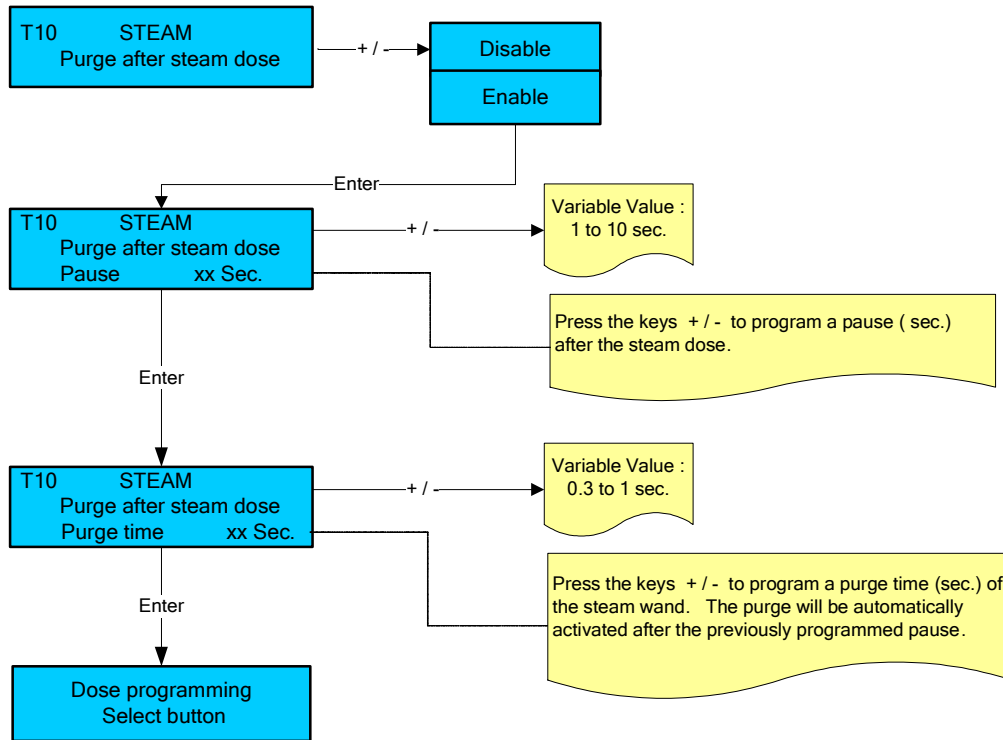 T10 STEAM
Purge after steam dose
+ / -
Disable
Enable
Enter
T10 STEAM
Purge after steam dose
Pause xx Sec.
+ / -
Variable Value :
1 to 10 sec.
Press the keys + / - to program a pause ( sec.)
after the steam dose.
Enter
T10 STEAM
Purge after steam dose
Purge time xx Sec.
+ / -
Variable Value :
0.3 to 1 sec.
Press the keys + / - to program a purge time (sec.) of
the steam wand. The purge will be automatically
activated after the previously programmed pause.
Enter
Dose programming
Select button